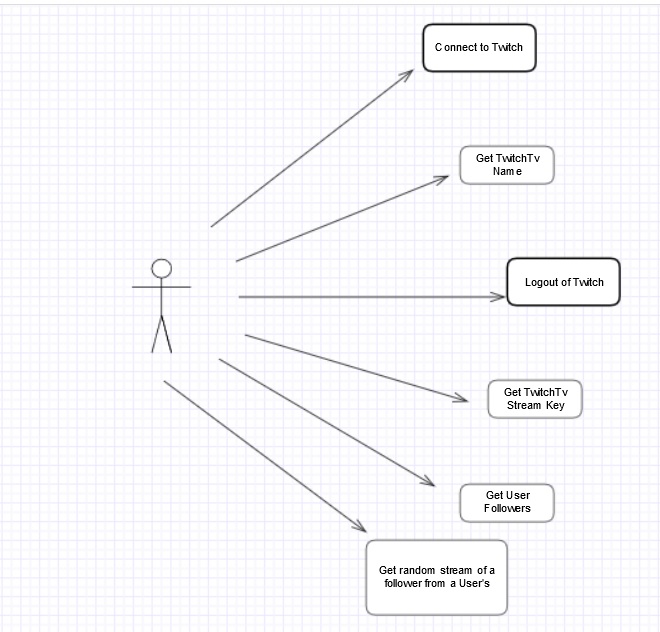 Connect to Twitch
Get TwitchTv
Name
Logout of Twitch
Get TwitchTv
Stream Key
Get User
Followers
Get random stream of a
follower from a User's